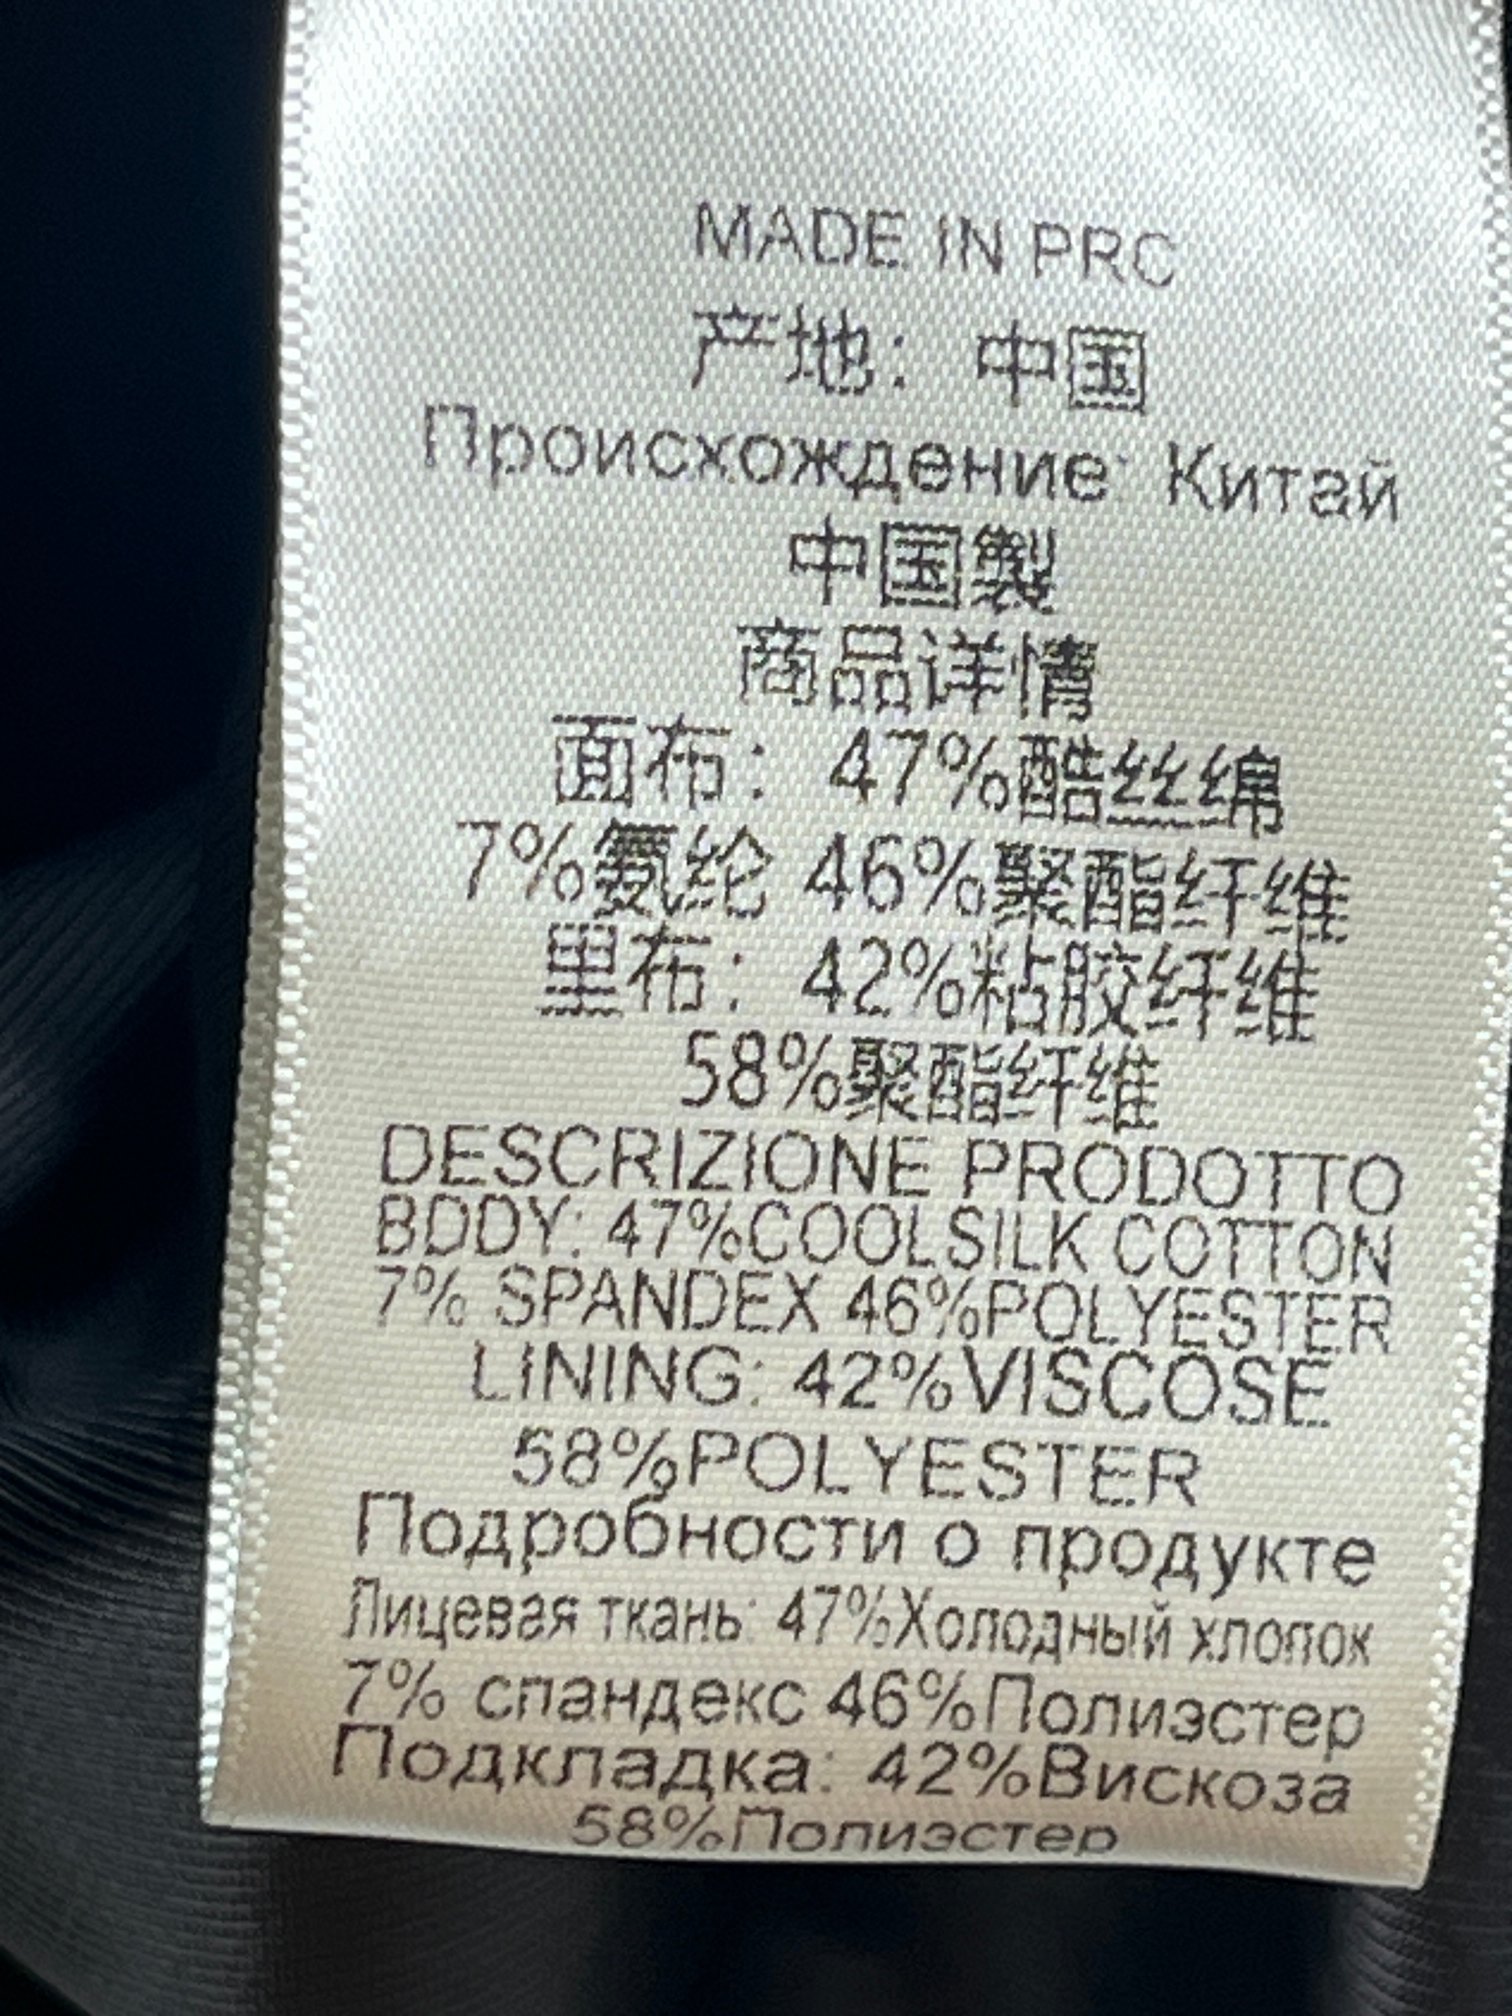 MADE IN PRC
产地：中国
Происхождение: Китай
中国製
商品详情
面布：47%酷丝绵
7%氨纶 46%聚酯纤维
里布：42%粘胶纤维
58%聚酯纤维
DESCRIZIONE PRODOTTO
BDDY: 47%COOLSILK COTTON
7% SPANDEX 46%POLYESTER
LINING: 42%VISCOSE
58%POLYESTER
Подробности о продукте
Лицевая ткань: 47%Холодный хлопок
7% спандекс 46%Полиэстер
Подкладка: 42%Вискоза
58%Полиэстер